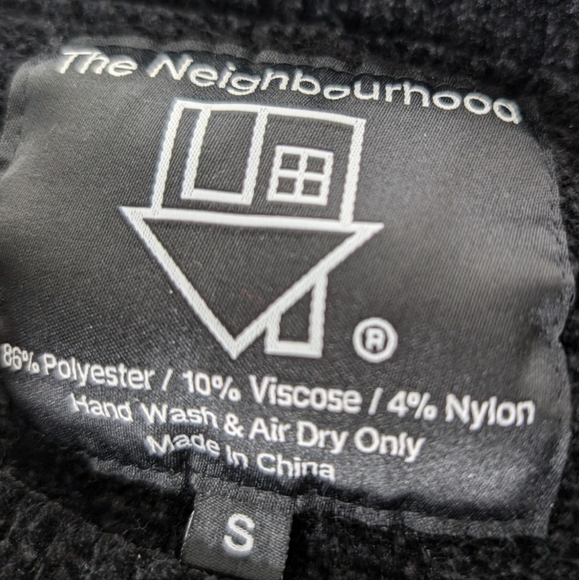 The Neighbourhood
®
86% Polyester / 10% Viscose / 4% Nylon
Hand Wash & Air Dry Only
Made In China
S